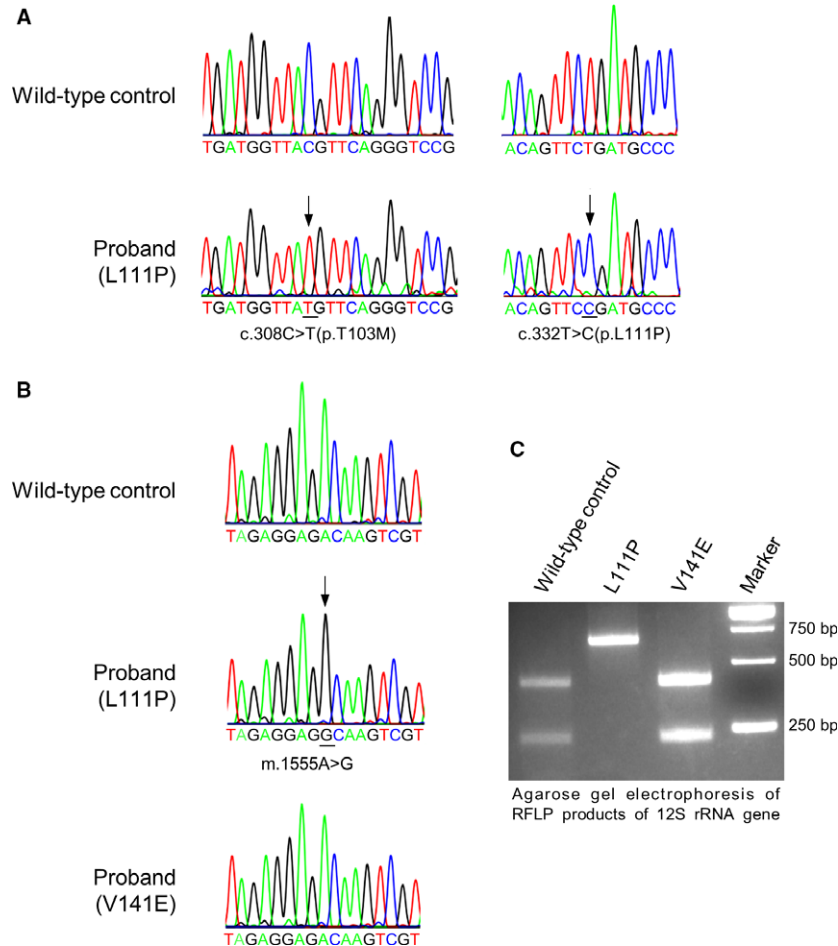 A
Wild-type control
TGATGGTTACGTTCAGGGTCCG
ACAGTTCTGATGCCC
Proband
(L111P)
TGATGGTTATGTTCAGGGTCCG
ACAGTTCCGATGCCC
c.308C>T(p.T103M)
c.332T>C(p.L111P)
B
Wild-type control
TAGAGGAGACAAGTCGT
Proband
(L111P)
TAGAGGAGGCAAGTCGT
m.1555A>G
Proband
(V141E)
TAGAGGAGACAAGTCGT
C
Wild-type control
L111P
V141E
Marker
750 bp
500 bp
250 bp
Agarose gel electrophoresis of
RFLP products of 12S rRNA gene